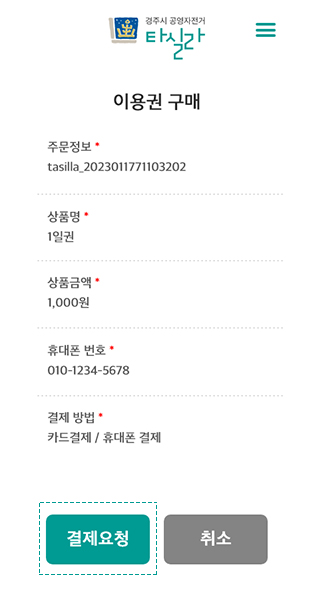 경주시 공영자전거
타실라
이용권 구매
주문정보 *
tasilla_2023011771103202
상품명 *
1일권
상품금액 *
1,000원
휴대폰 번호 *
010-1234-5678
결제 방법 *
카드결제 / 휴대폰 결제
결제요청 취소